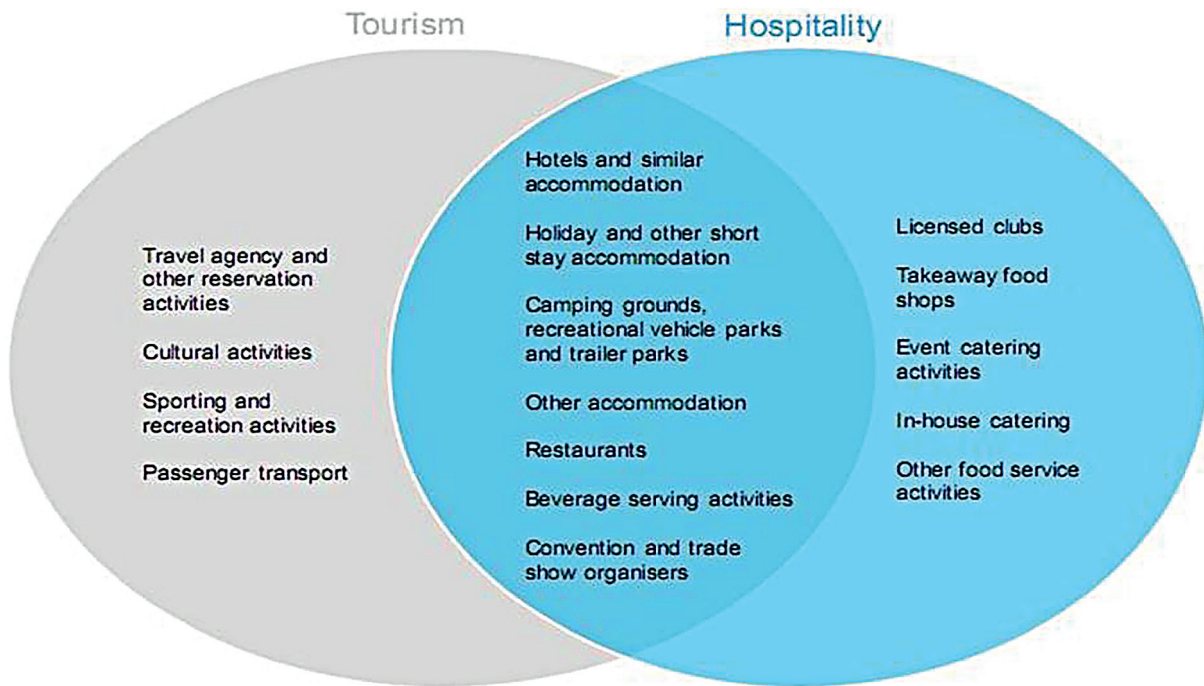 Tourism
Hospitality
Travel agency and
other reservation
activities
Cultural activities
Sporting and
recreation activities
Passenger transport
Hotels and similar
accommodation
Holiday and other short
stay accommodation
Camping grounds,
recreational vehicle parks
and trailer parks
Other accommodation
Restaurants
Beverage serving activities
Convention and trade
show organisers
Licensed clubs
Takeaway food
shops
Event catering
activities
In-house catering
Other food service
activities